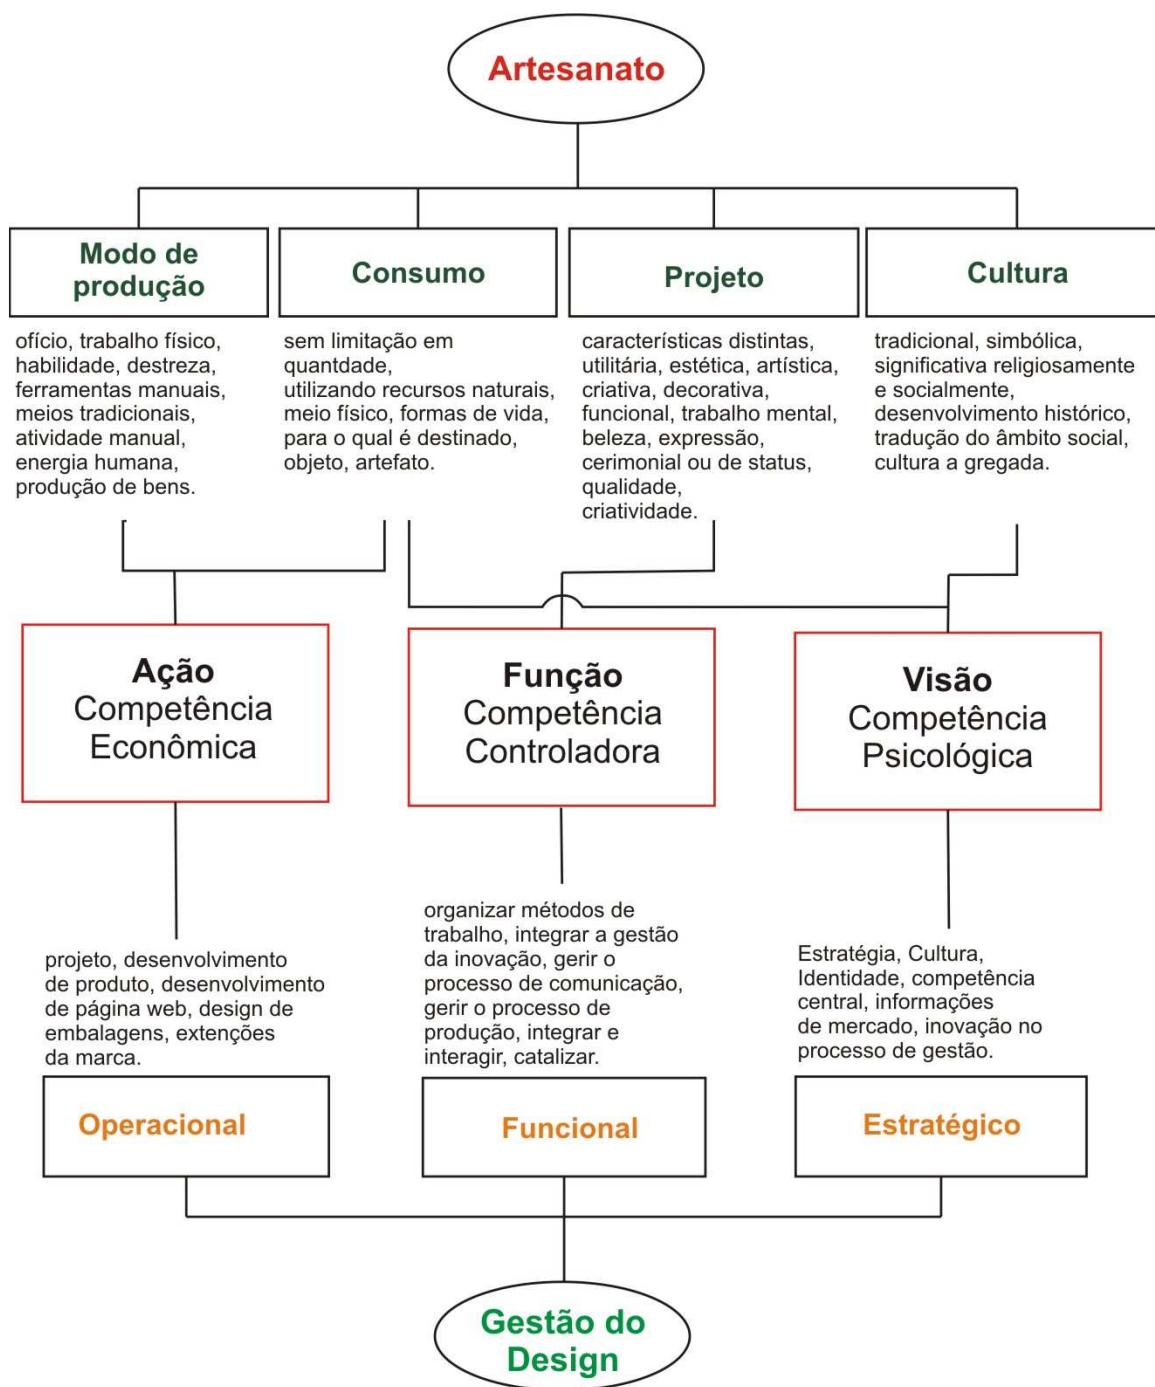 Artesanato
Modo de
produção
Consumo
Projeto
Cultura
ofício, trabalho físico,
habilidade, destreza,
ferramentas manuais,
meios tradicionais,
atividade manual,
energia humana,
produção de bens.
sem limitação em
quantdade,
utilizando recursos naturais,
meio físico, formas de vida,
para o qual é destinado,
objeto, artefato.
características distintas,
utilitária, estética, artística,
criativa, decorativa,
funcional, trabalho mental,
beleza, expressão,
cerimonial ou de status,
qualidade,
criatividade.
tradicional, simbólica,
significativa religiosamente
e socialmente,
desenvolvimento histórico,
tradução do âmbito social,
cultura a gregada.
Ação
Competência
Econômica
Função
Competência
Controladora
Visão
Competência
Psicológica
projeto, desenvolvimento
de produto, desenvolvimento
de página web, design de
embalagens, extenções
da marca.
organizar métodos de
trabalho, integrar a gestão
da inovação, gerir o
processo de comunicação,
gerir o processo de
produção, integrar e
interagir, catalizar.
Estratégia, Cultura,
Identidade, competência
central, informações
de mercado, inovação no
processo de gestão.
Operacional
Funcional
Estratégico
Gestão do
Design